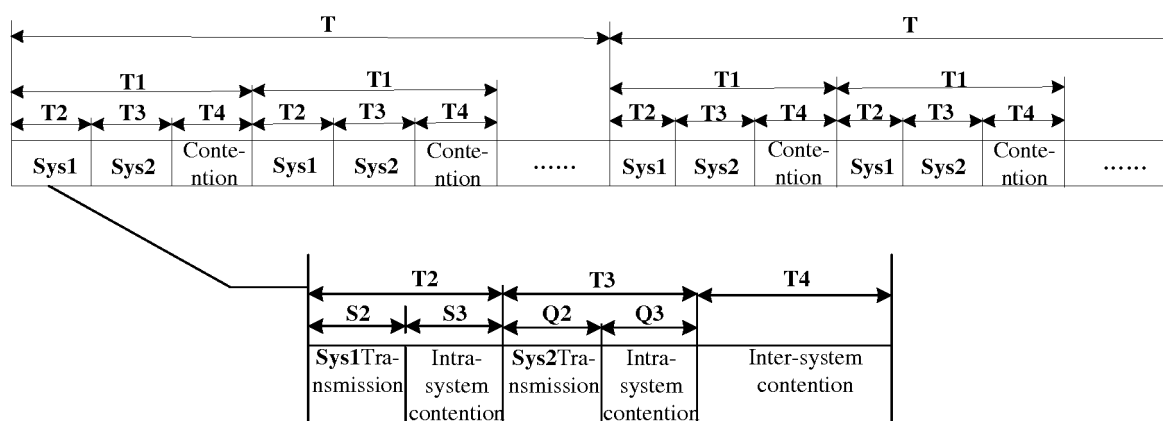 T T
T1 T1 T1 T1
T2 T3 T4 T2 T3 T4 T2 T3 T4 T2 T3 T4
Sys1 Sys2 Conte- Sys1 Sys2 Conte- ...... Sys1 Sys2 Conte- Sys1 Sys2 Conte- ......
ntion ntion ntion ntion
T2 T3 T4
S2 S3 Q2 Q3
Sys1Tra- Intra- Sys2Tra- Intra- Inter-system
nsmission system nsmission system contention
contention contention